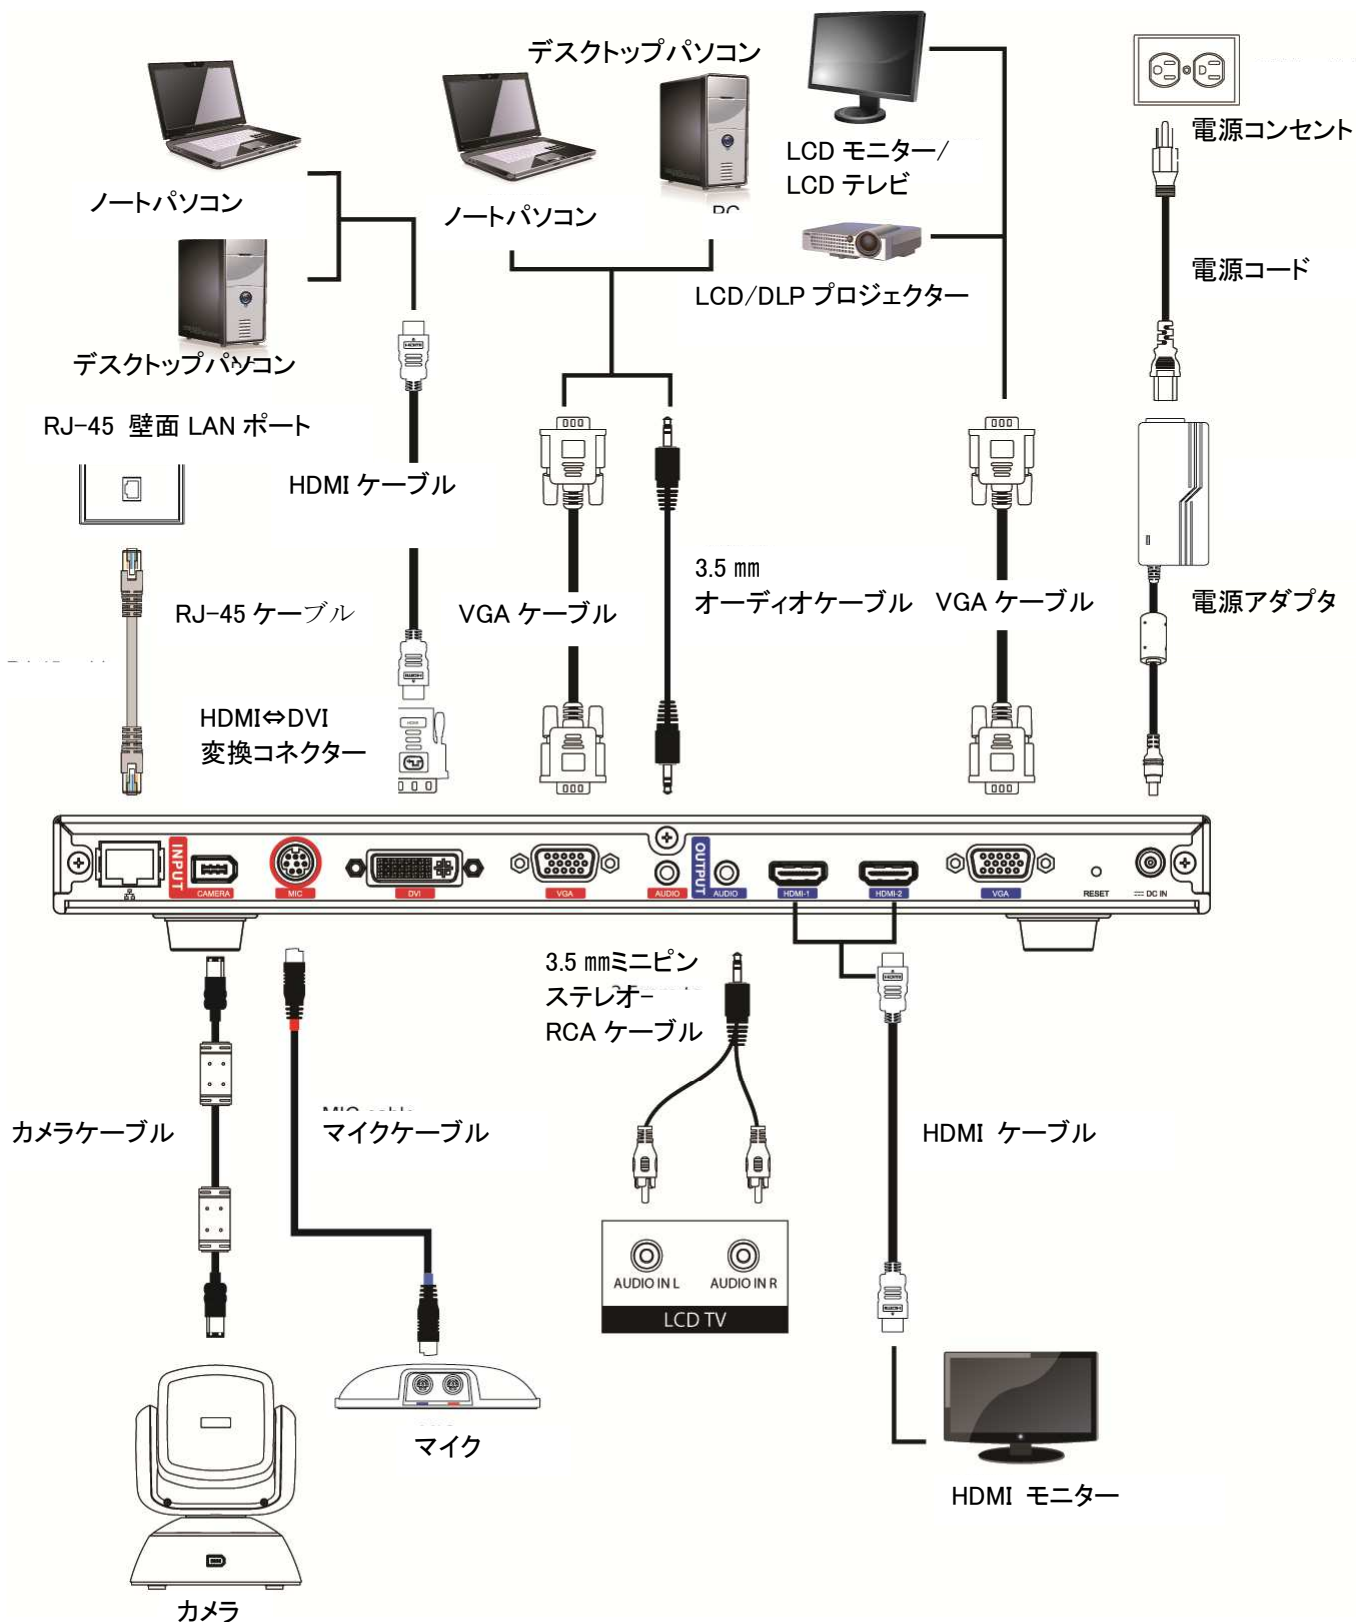 デスクトップパソコン
ノートパソコン
ノートパソコン
LCD モニター/
LCD テレビ
電源コンセント
LCD/DLP プロジェクター
電源コード
デスクトップパソコン
RJ-45 壁面 LAN ポート
HDMI ケーブル
3.5 ㎜
オーディオケーブル
RJ-45 ケーブル
VGA ケーブル
VGA ケーブル
電源アダプタ
HDMI⇔DVI
変換コネクター
HDMI
INPUT
CAMERA
MIC
DVI
VGA
AUDIO
OUTPUT
AUDIO
HDMI-1
HDMI-2
VGA
RESET
DC IN
3.5 ㎜ミニピン
ステレオ-
RCA ケーブル
カメラケーブル
マイクケーブル
HDMI ケーブル
AUDIO IN L
AUDIO IN R
LCD TV
マイク
HDMI モニター
カメラ